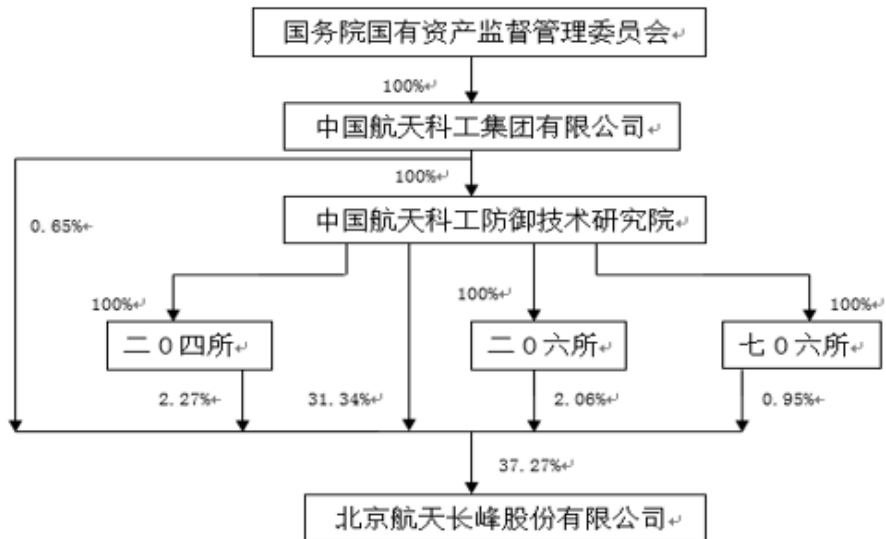 国务院国有资产监督管理委员会
100%
中国航天科工集团有限公司
100%
中国航天科工防御技术研究院
0.65%
100%
100%
100%
二0四所
二0六所
七0六所
2.27%
31.34%
2.06%
0.95%
37.27%
北京航天长峰股份有限公司